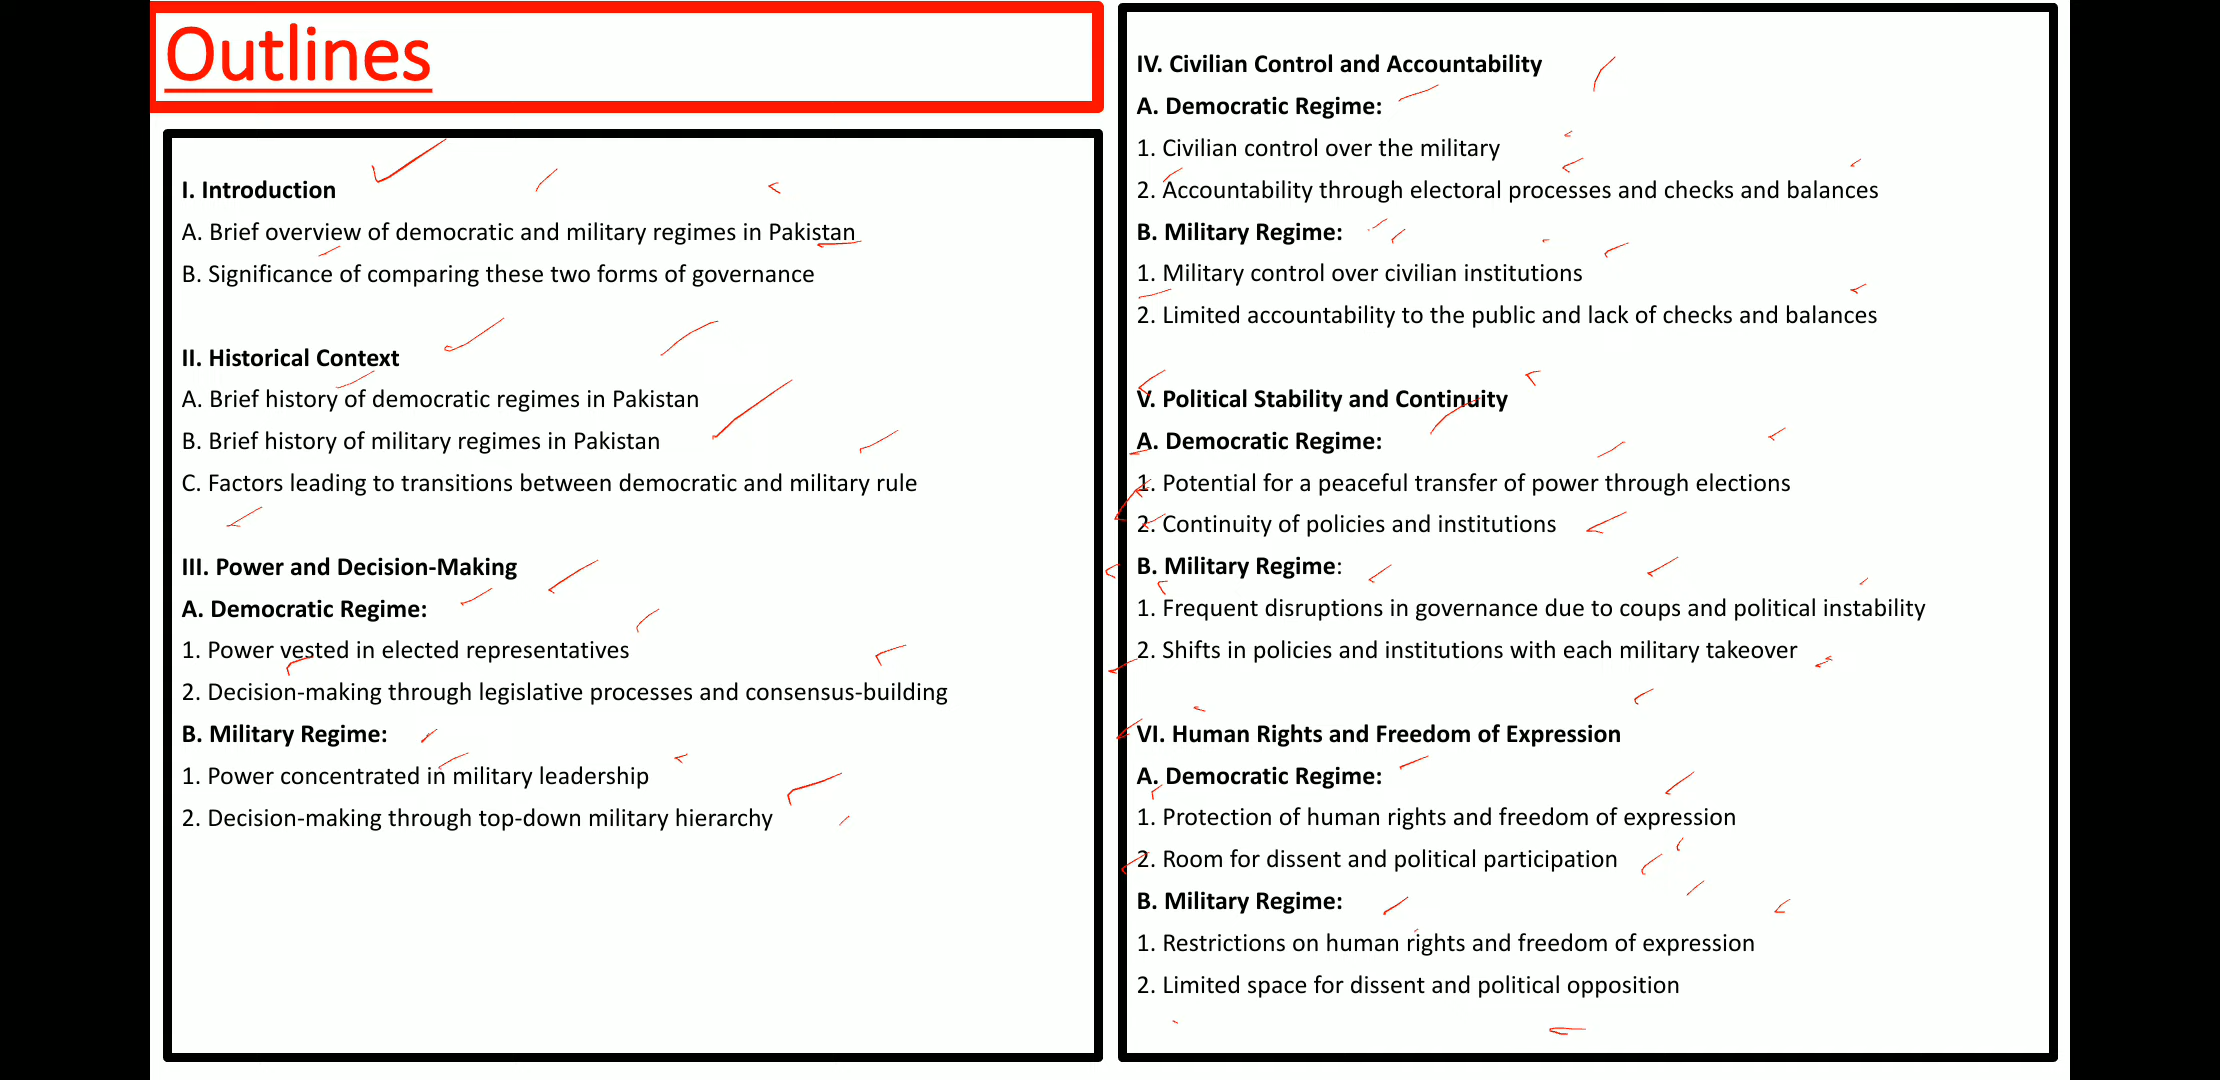 Outlines
I. Introduction
A. Brief overview of democratic and military regimes in Pakistan
B. Significance of comparing these two forms of governance
II. Historical Context
A. Brief history of democratic regimes in Pakistan
B. Brief history of military regimes in Pakistan
C. Factors leading to transitions between democratic and military rule
III. Power and Decision-Making
A. Democratic Regime:
1. Power vested in elected representatives
2. Decision-making through legislative processes and consensus-building
B. Military Regime:
1. Power concentrated in military leadership
2. Decision-making through top-down military hierarchy
IV. Civilian Control and Accountability
A. Democratic Regime:
1. Civilian control over the military
2. Accountability through electoral processes and checks and balances
B. Military Regime:
1. Military control over civilian institutions
2. Limited accountability to the public and lack of checks and balances
V. Political Stability and Continuity
A. Democratic Regime:
1. Potential for a peaceful transfer of power through elections
2. Continuity of policies and institutions
B. Military Regime:
1. Frequent disruptions in governance due to coups and political instability
2. Shifts in policies and institutions with each military takeover
VI. Human Rights and Freedom of Expression
A. Democratic Regime:
1. Protection of human rights and freedom of expression
2. Room for dissent and political participation
B. Military Regime:
1. Restrictions on human rights and freedom of expression
2. Limited space for dissent and political opposition